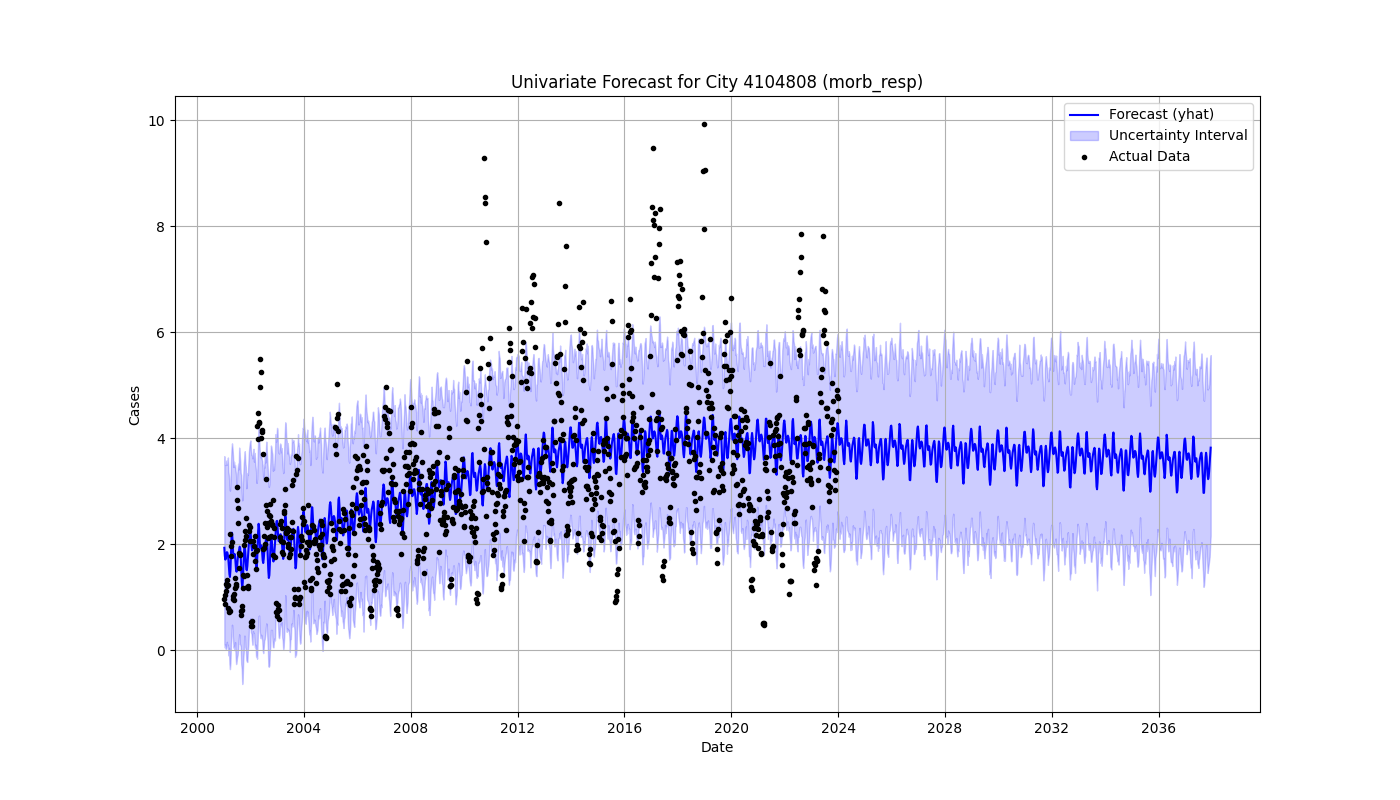 Univariate Forecast for City 4104808 (morb_resp)
Forecast (yhat)
Uncertainty Interval
Actual Data
10
8
6
4
2
0
Cases
2000 2004 2008 2012 2016 2020 2024 2028 2032 2036
Date